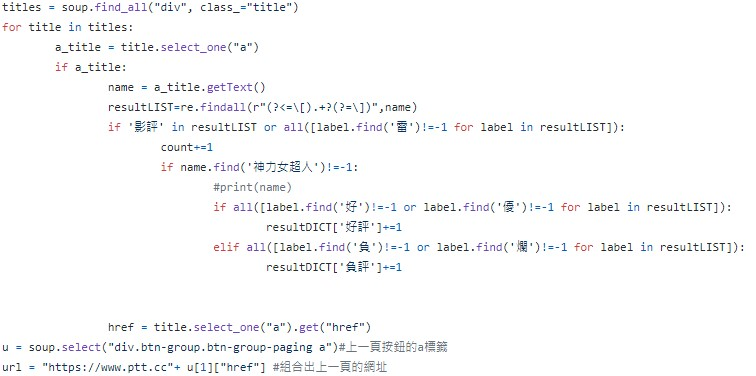 titles = soup.find_all("div", class_="title")
for title in titles:
        a_title = title.select_one("a")
        if a_title:
                name = a_title.getText()
                resultLIST=re.findall(r"(?<=\[).+?(?=\])",name)
                if '影評' in resultLIST or all([label.find('雷')!=-1 for label in resultLIST]):
                        count+=1
                        if name.find('神力女超人')!=-1:
                                #print(name)
                                if all([label.find('好')!=-1 or label.find('優')!=-1 for label in resultLIST]):
                                        resultDICT['好評']+=1
                                elif all([label.find('負')!=-1 or label.find('爛')!=-1 for label in resultLIST]):
                                        resultDICT['負評']+=1
                href = title.select_one("a").get("href")
u = soup.select("div.btn-group.btn-group-paging a")#上一頁按鈕的a標籤
url = "https://www.ptt.cc"+ u[1]["href"] #組合出上一頁的網址